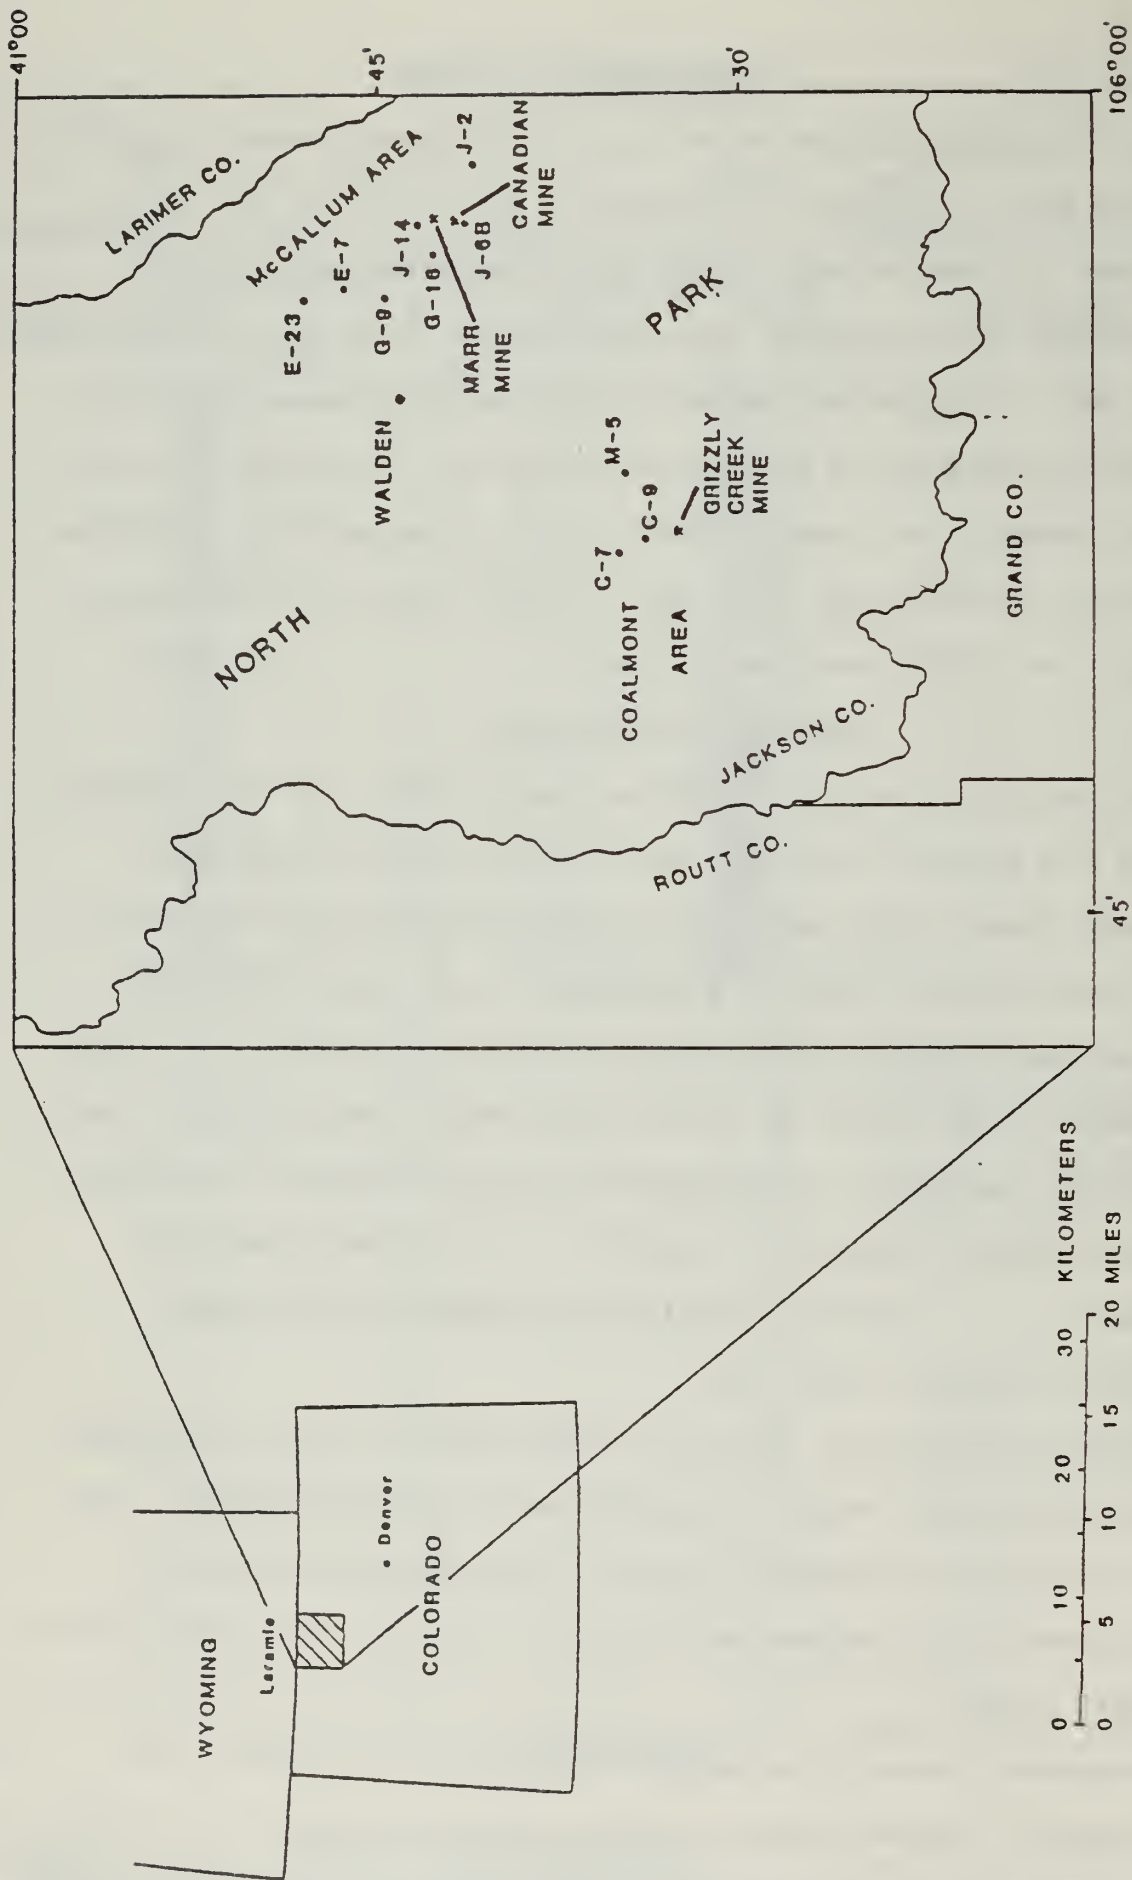 WYOMING
Laramie
Denver
COLORADO
41°00'
45'
30'
106°00'
45'
LARIMER CO.
McCALLUM AREA
NORTH
PARK
E-23
E-7
WALDEN
G-9
J-14
G-16
J-2
J-6B
MARR
MINE
CANADIAN
MINE
M-5
C-9
C-7
GRIZZLY
CREEK
MINE
COALMONT
AREA
JACKSON CO.
ROUTT CO.
GRAND CO.
0 10 20 30 KILOMETERS
0 5 10 15 20 MILES